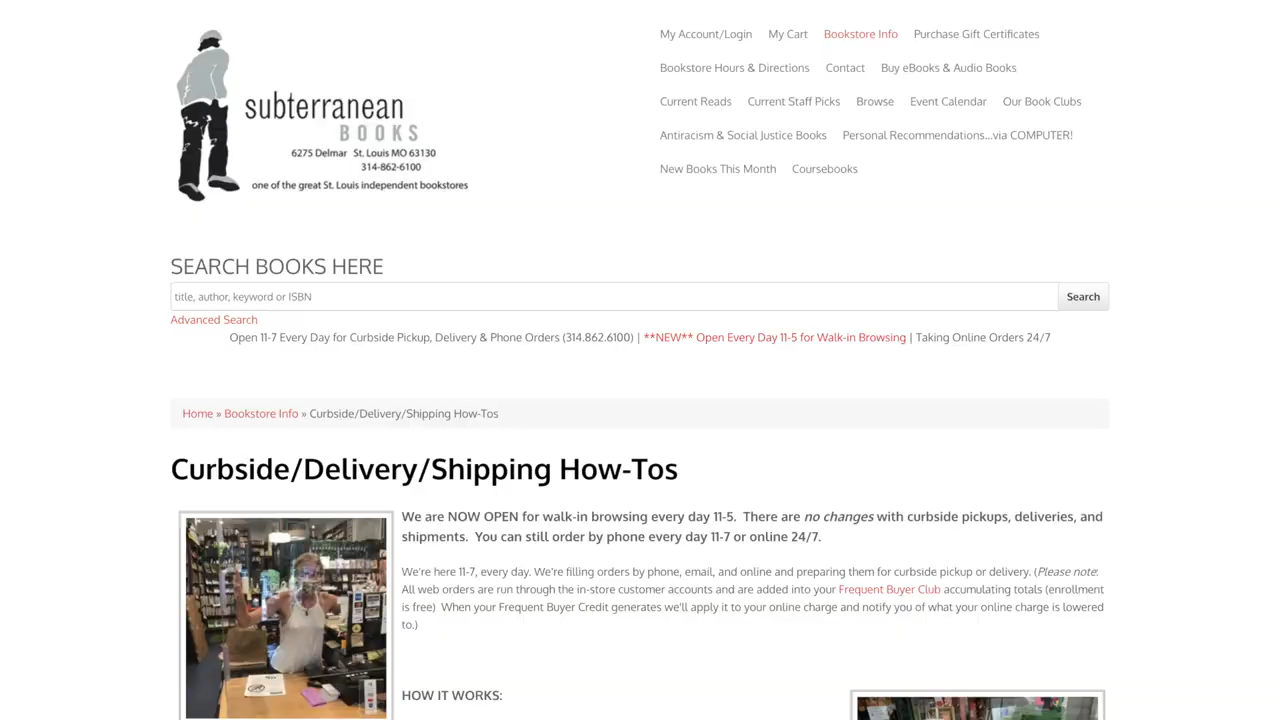 subterranean
BOOKS
6275 Delmar St. Louis MO 63130
314-862-6100
one of the great St. Louis independent bookstores
My Account/Login My Cart Bookstore Info Purchase Gift Certificates
Bookstore Hours & Directions Contact Buy eBooks & Audio Books
Current Reads Current Staff Picks Browse Event Calendar Our Book Clubs
Antiracism & Social Justice Books Personal Recommendations...via COMPUTER!
New Books This Month Coursebooks
SEARCH BOOKS HERE
title, author, keyword or ISBN Search
Advanced Search
Open 11-7 Every Day for Curbside Pickup, Delivery & Phone Orders (314.862.6100) | **NEW** Open Every Day 11-5 for Walk-in Browsing | Taking Online Orders 24/7
Home » Bookstore Info » Curbside/Delivery/Shipping How-Tos
Curbside/Delivery/Shipping How-Tos
We are NOW OPEN for walk-in browsing every day 11-5. There are no changes with curbside pickups, deliveries, and
shipments. You can still order by phone every day 11-7 or online 24/7.
We're here 11-7, every day. We're filling orders by phone, email, and online and preparing them for curbside pickup or delivery. (Please note:
All web orders are run through the in-store customer accounts and are added into your Frequent Buyer Club accumulating totals (enrollment
is free) When your Frequent Buyer Credit generates we'll apply it to your online charge and notify you of what your online charge is lowered
to.)
HOW IT WORKS: